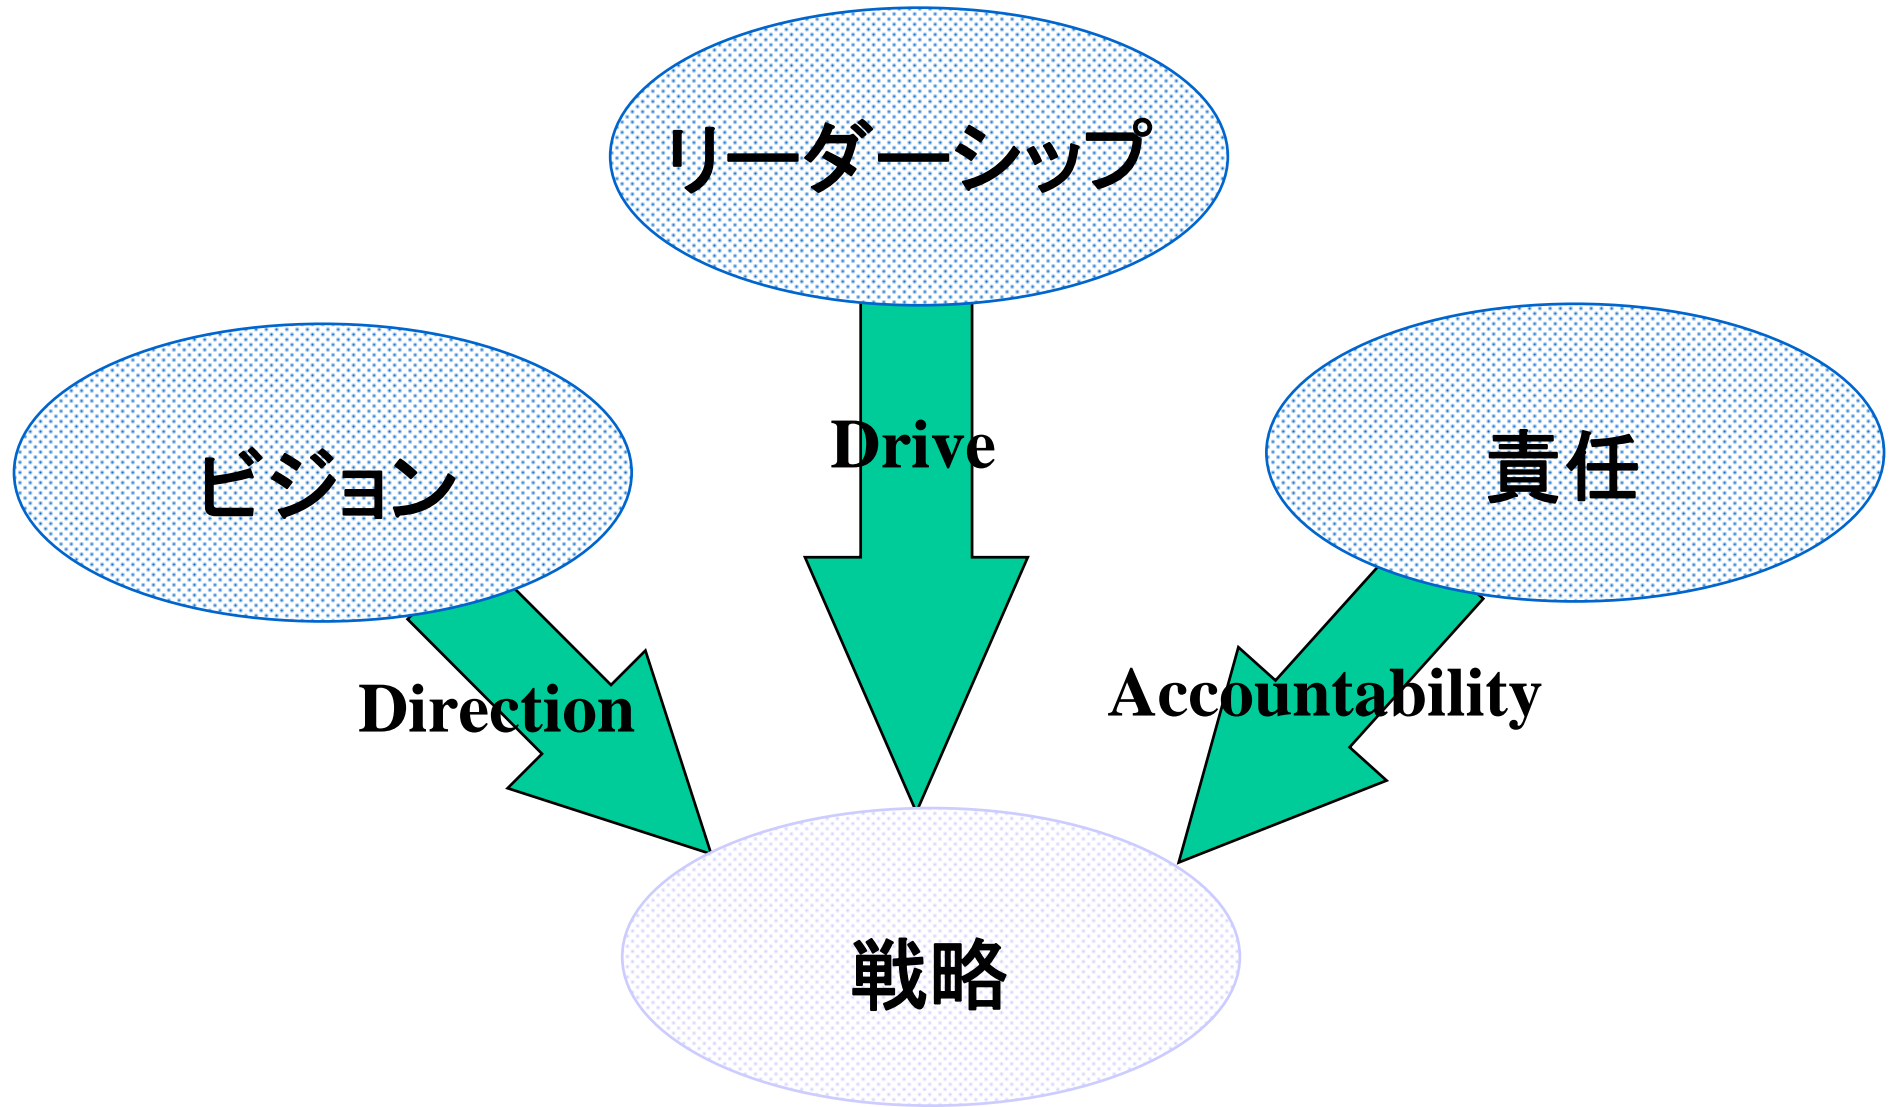 リーダーシップ
ビジョン
責任
Drive
Direction
Accountability
戦略